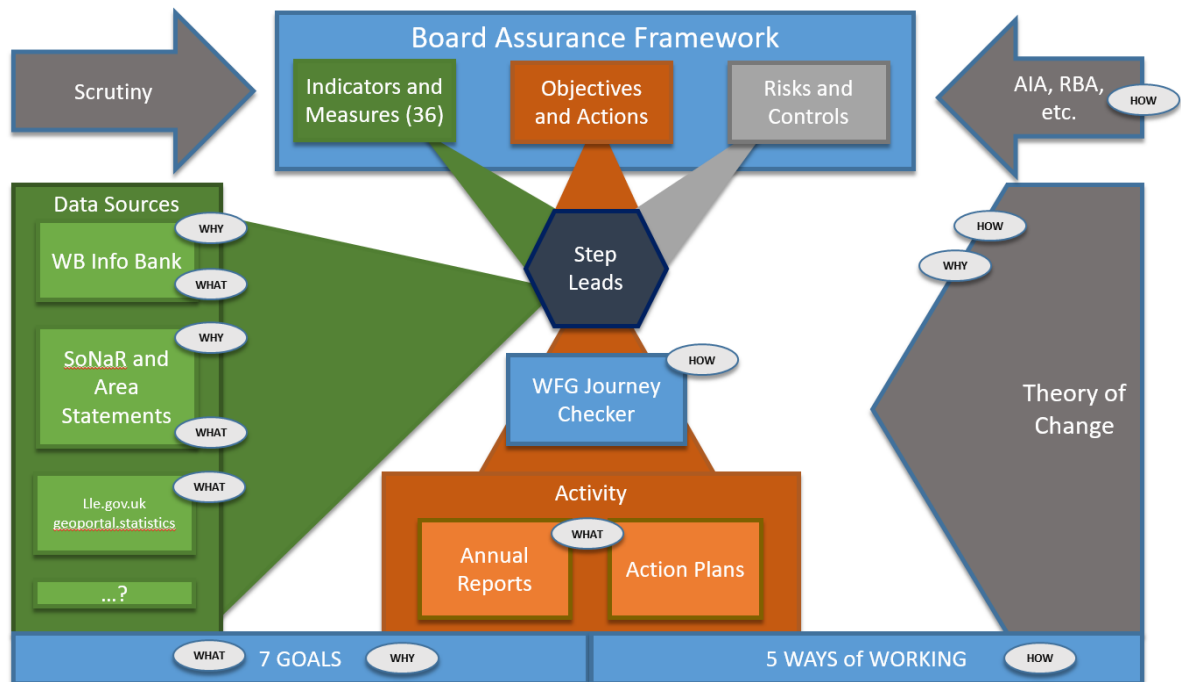 Board Assurance Framework
Scrutiny
Indicators and
Measures (36)
Objectives
and Actions
Risks and
Controls
AIA, RBA,
etc.
HOW
Data Sources
WHY
WB Info Bank
WHAT
WHY
SoNaR and
Area
Statements
WHAT
WHAT
Lle.gov.uk
geoportal.statistics
...?
Step
Leads
HOW
WFG Journey
Checker
Activity
WHAT
Annual
Reports
Action Plans
HOW
WHY
Theory of
Change
WHAT
7 GOALS
WHY
5 WAYS of WORKING
HOW